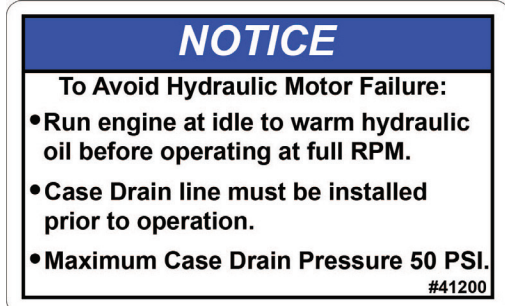 NOTICE
To Avoid Hydraulic Motor Failure:
•Run engine at idle to warm hydraulic
oil before operating at full RPM.
•Case Drain line must be installed
prior to operation.
•Maximum Case Drain Pressure 50 PSI.
#41200